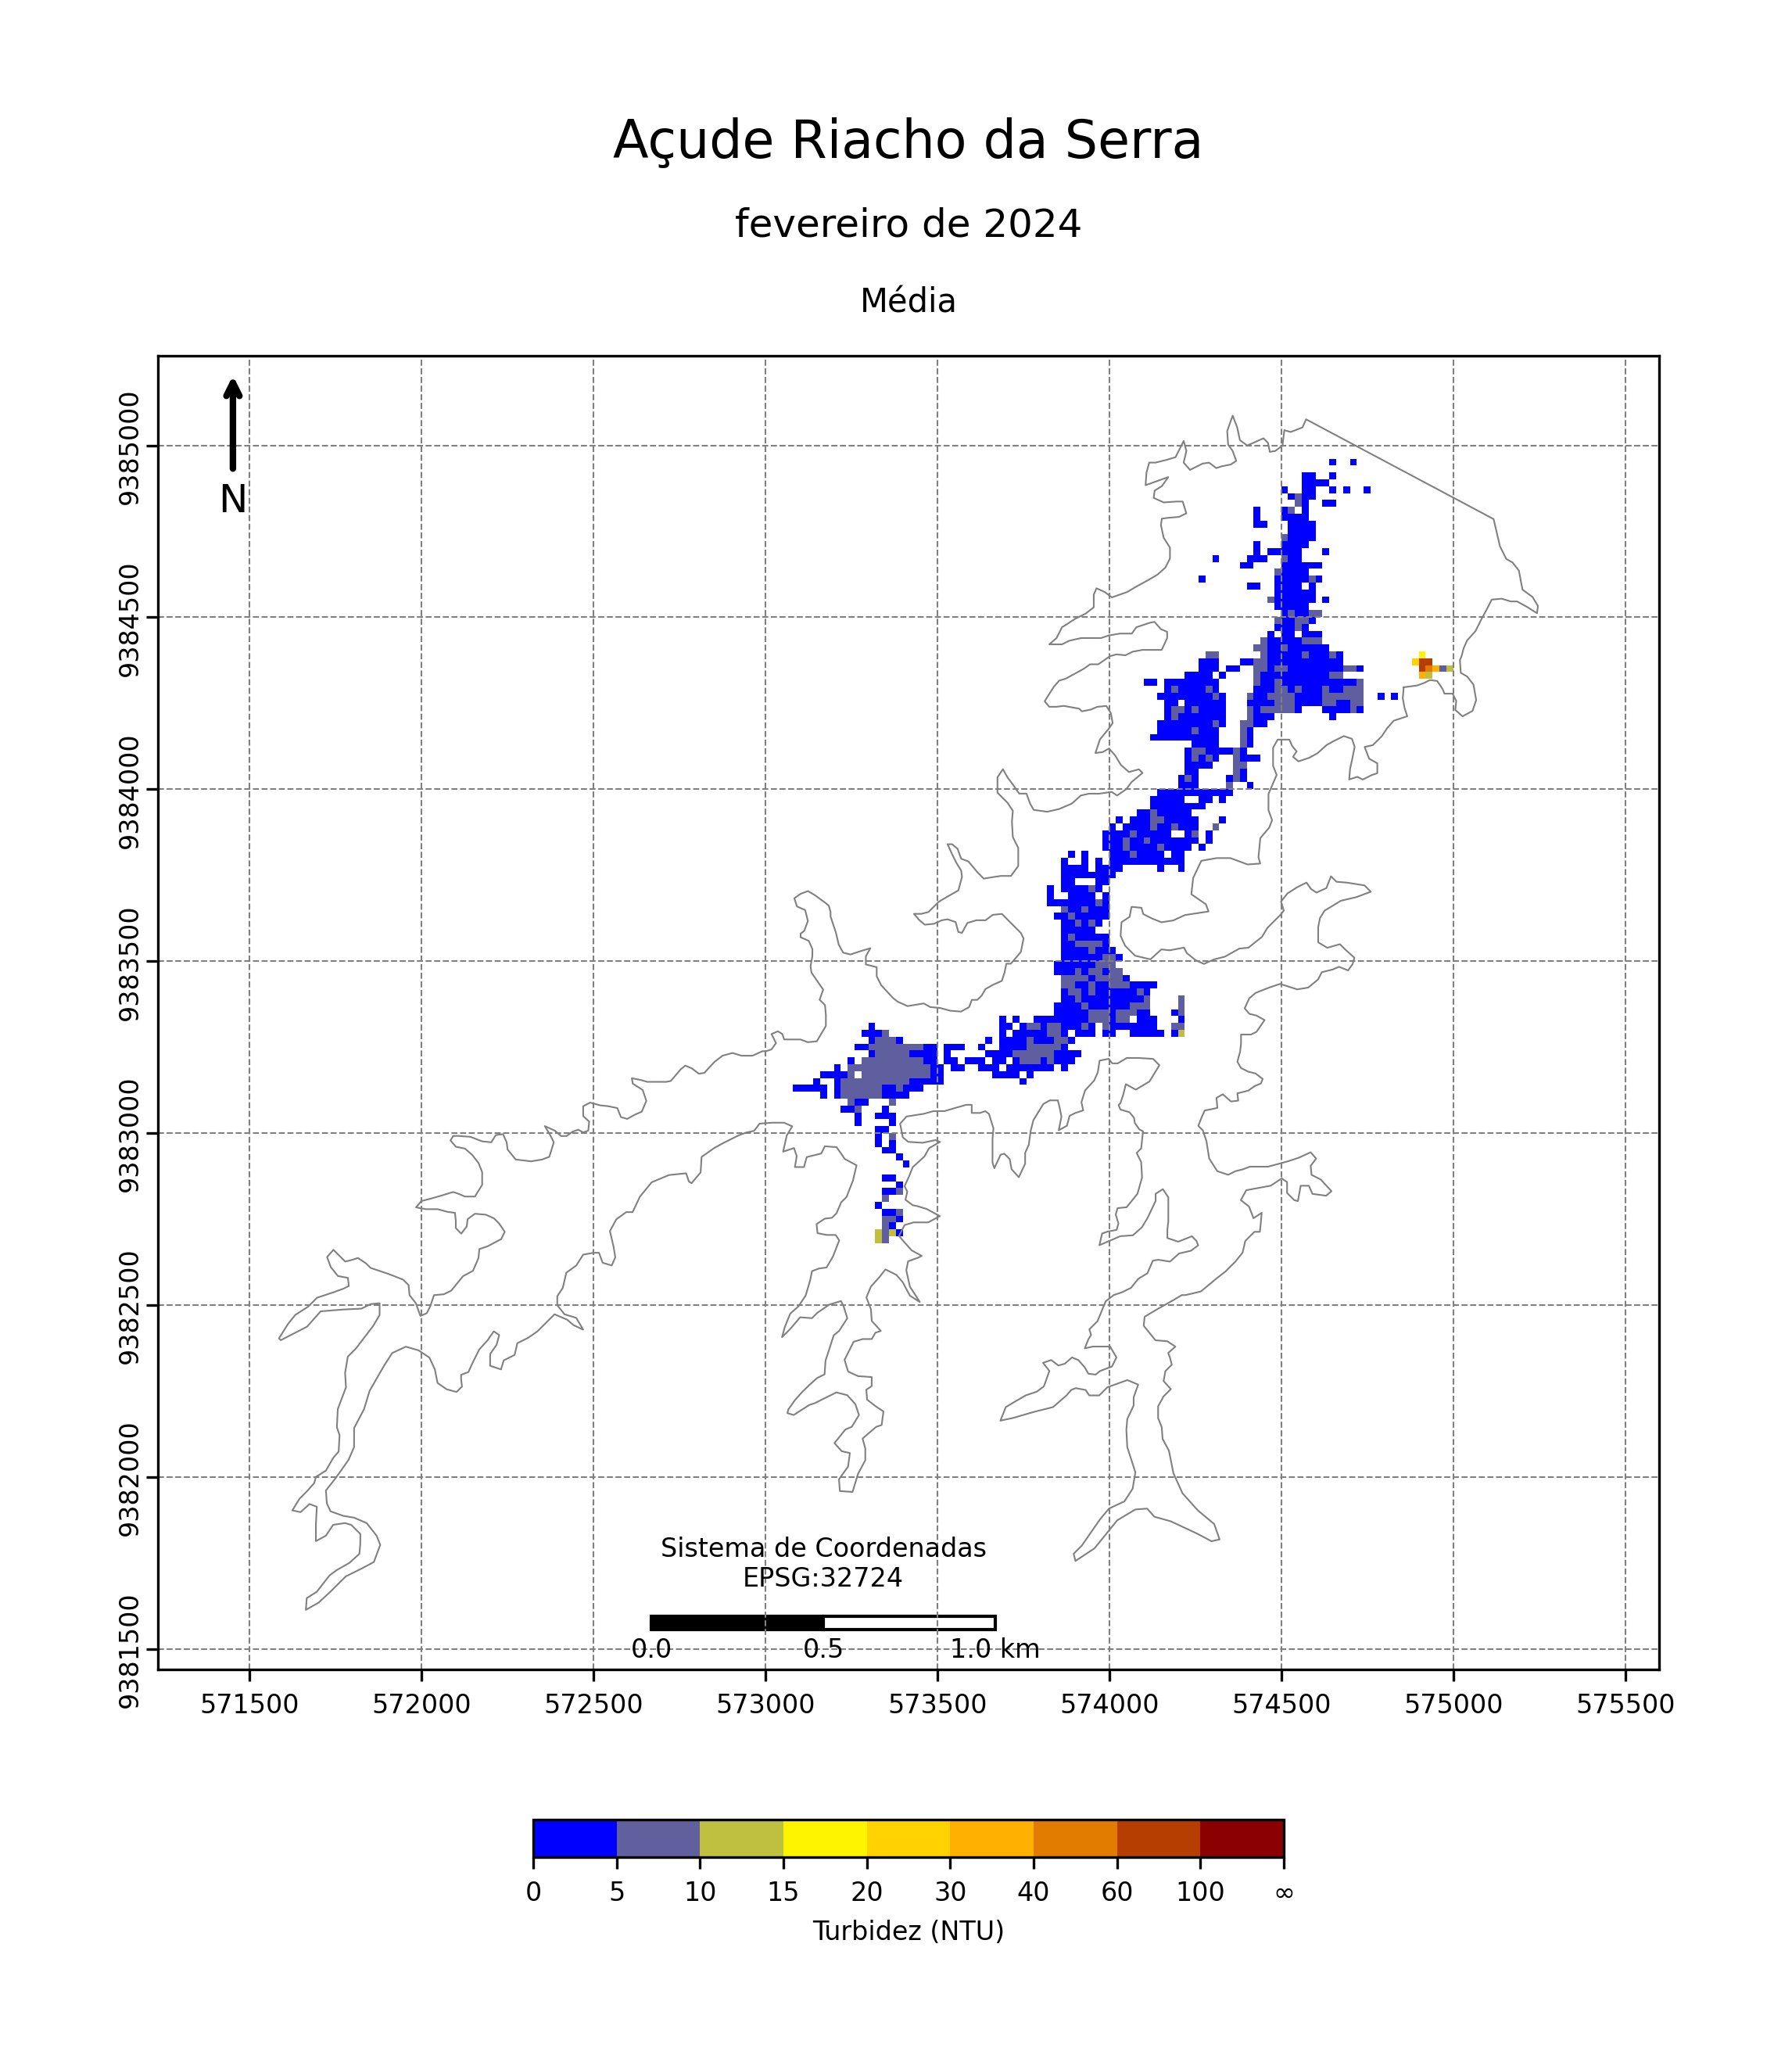 Açude Riacho da Serra
fevereiro de 2024
Média
N
9385000
9384500
9384000
9383500
9383000
9382500
9382000
9381500
Sistema de Coordenadas
EPSG:32724
0.0 0.5 1.0 km
571500 572000 572500 573000 573500 574000 574500 575000 575500
0 5 10 15 20 30 40 60 100 ∞
Turbidez (NTU)